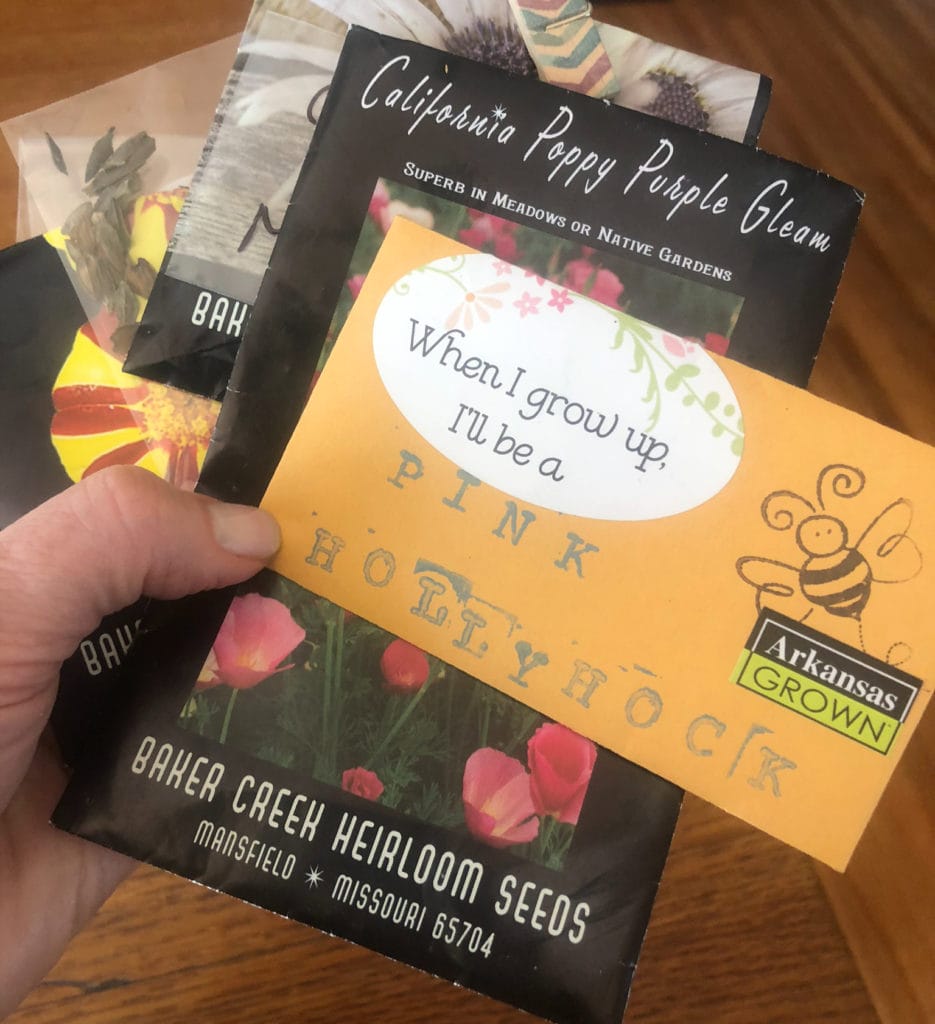 California Poppy Purple Gleam
Superb in Meadows or Native Gardens
When I grow up,
I'll be a
PINK
HOLLYHOCK
Arkansas
GROWN
BAKER CREEK HEIRLOOM SEEDS
MANSFIELD * MISSOURI 65704
BAK
BAK